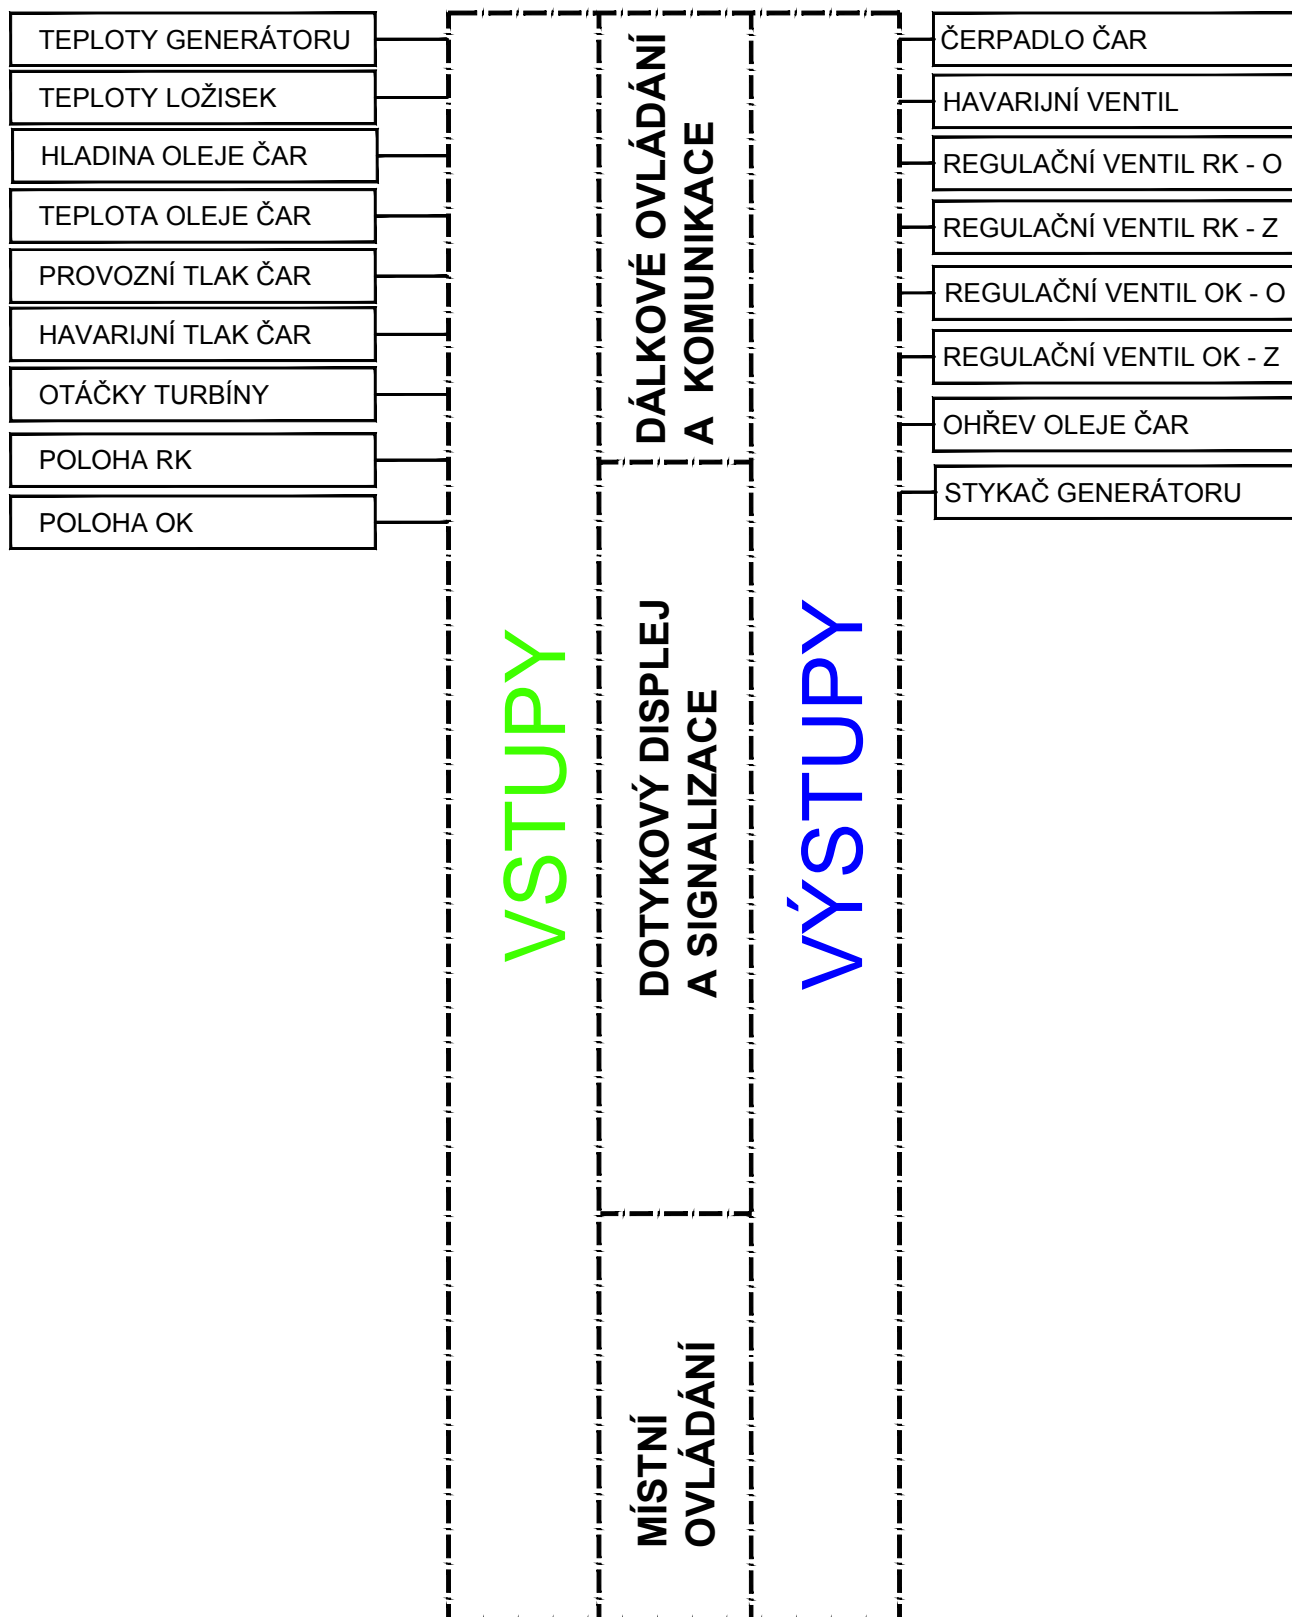 TEPLOTY GENERÁTORU
TEPLOTY LOŽISEK
HLADINA OLEJE ČAR
TEPLOTA OLEJE ČAR
PROVOZNÍ TLAK ČAR
HAVARIJNÍ TLAK ČAR
OTÁČKY TURBÍNY
POLOHA RK
POLOHA OK
VSTUPY
DÁLKOVÉ OVLÁDÁNÍ
A KOMUNIKACE
DOTYKOVÝ DISPLEJ
A SIGNALIZACE
MÍSTNÍ
OVLÁDÁNÍ
VÝSTUPY
ČERPADLO ČAR
HAVARIJNÍ VENTIL
REGULAČNÍ VENTIL RK - O
REGULAČNÍ VENTIL RK - Z
REGULAČNÍ VENTIL OK - O
REGULAČNÍ VENTIL OK - Z
OHŘEV OLEJE ČAR
STYKAČ GENERÁTORU